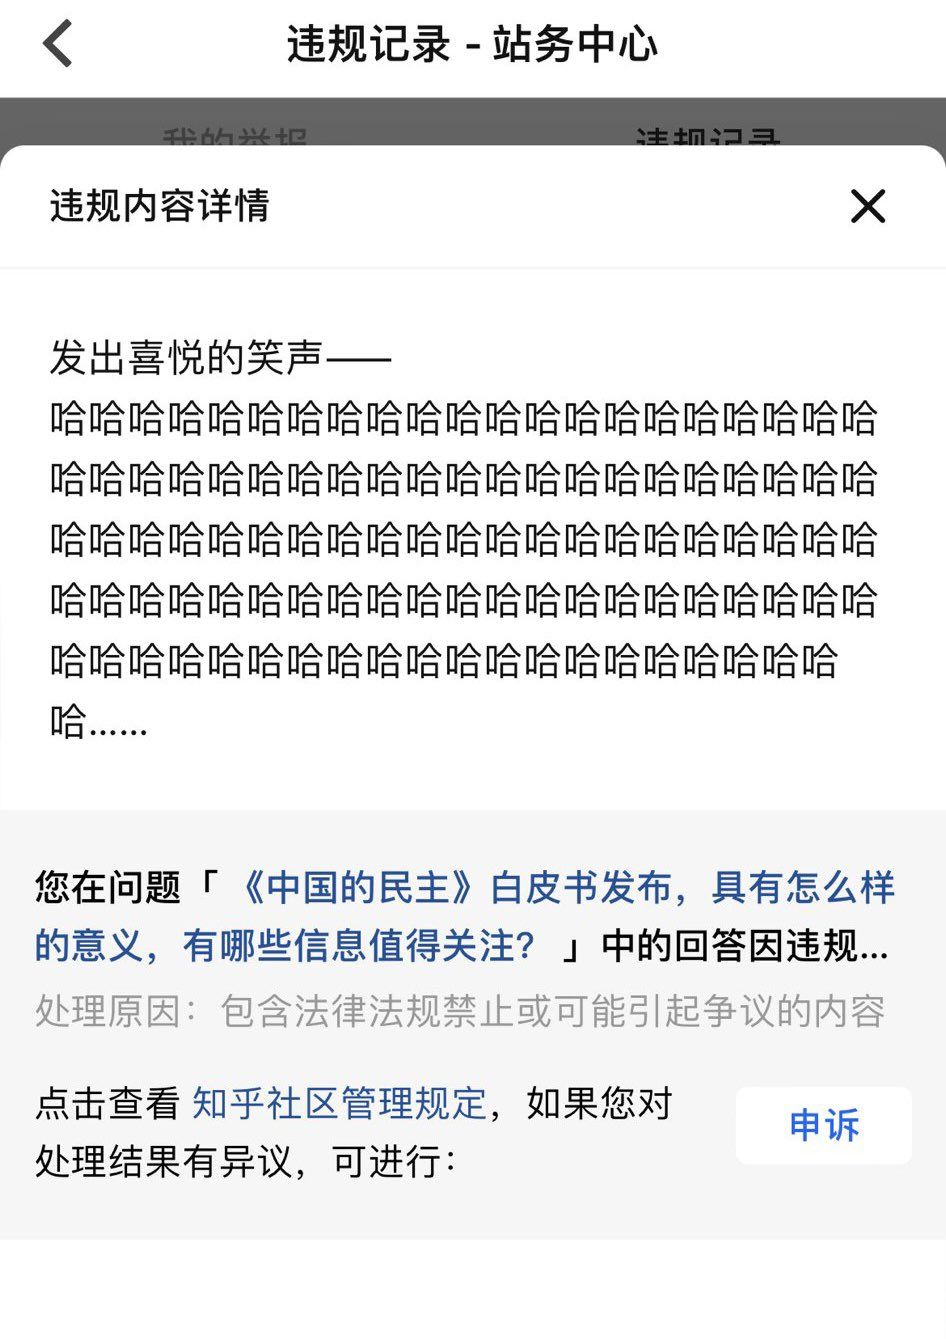 违规记录 - 站务中心
我的举报 违规记录
违规内容详情
发出喜悦的笑声——
哈哈哈哈哈哈哈哈哈哈哈哈哈哈哈哈哈哈哈哈哈
哈哈哈哈哈哈哈哈哈哈哈哈哈哈哈哈哈哈哈哈哈
哈哈哈哈哈哈哈哈哈哈哈哈哈哈哈哈哈哈哈哈哈
哈哈哈哈哈哈哈哈哈哈哈哈哈哈哈哈哈哈哈哈哈
哈哈哈哈哈哈哈哈哈哈哈哈哈哈哈哈哈哈哈哈
哈……
您在问题「《中国的民主》白皮书发布，具有怎么样
的意义，有哪些信息值得关注？」中的回答因违规...
处理原因：包含法律法规禁止或可能引起争议的内容
点击查看 知乎社区管理规定，如果您对
处理结果有异议，可进行：
申诉